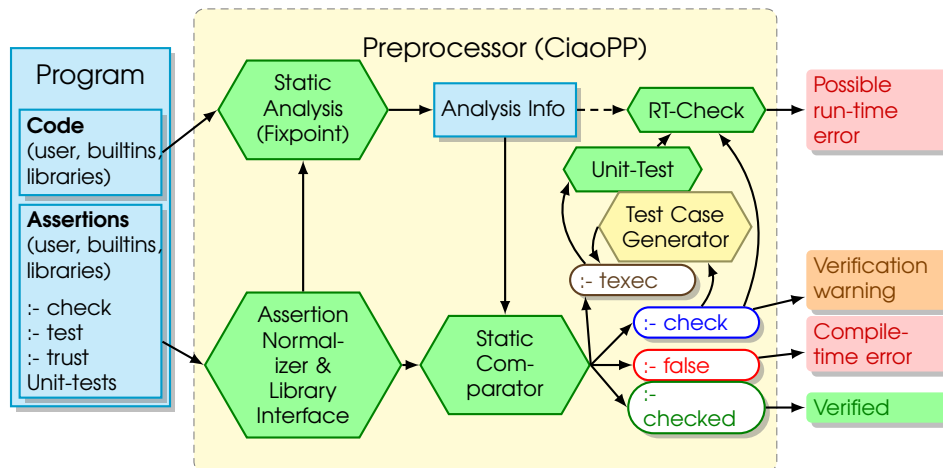 Preprocessor (CiaoPP)
Program
Code
(user, builtins,
libraries)
Assertions
(user, builtins,
libraries)
:- check
:- test
:- trust
Unit-tests
Static
Analysis
(Fixpoint)
Analysis Info
RT-Check
Possible
run-time
error
Unit-Test
Test Case
Generator
:- texec
Assertion
Normal-
izer &
Library
Interface
Static
Com-
parator
:- check
:- false
:-
checked
Verification
warning
Compile-
time error
Verified